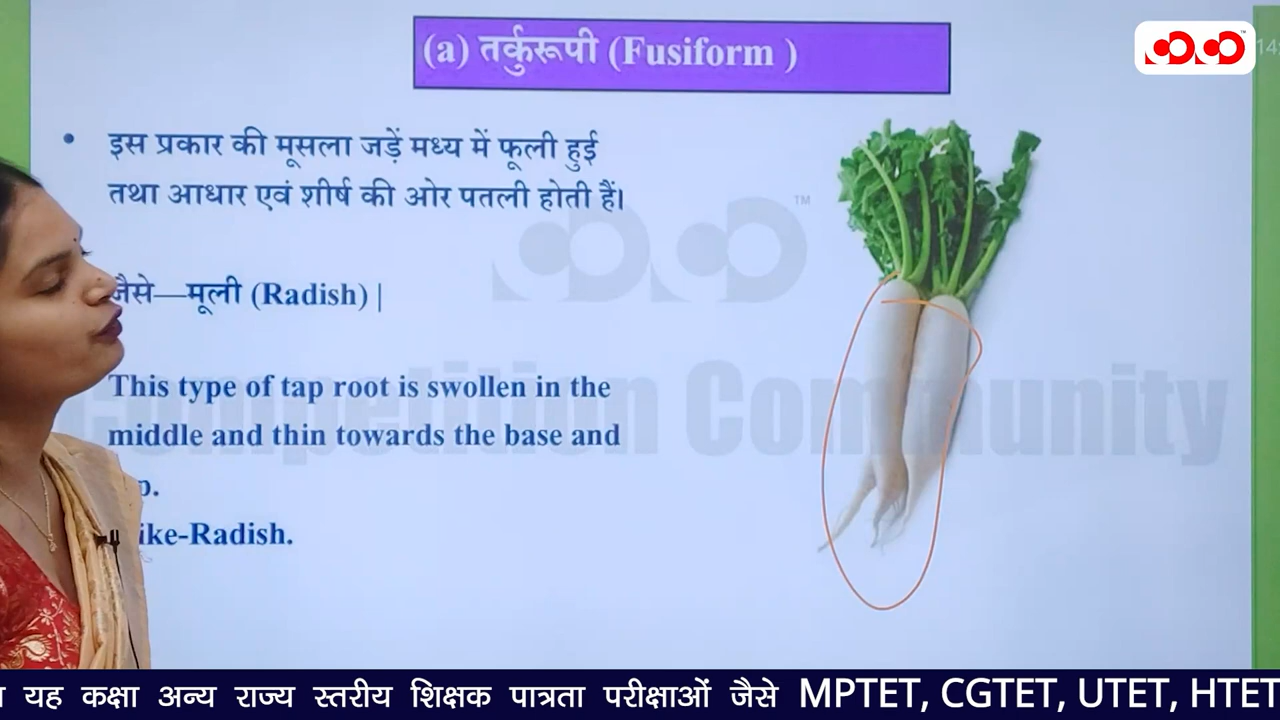 (a) तर्कुरूपी (Fusiform )
इस प्रकार की मूसला जड़ें मध्य में फूली हुई
तथा आधार एवं शीर्ष की ओर पतली होती हैं।
जैसे—मूली (Radish) |
This type of tap root is swollen in the
middle and thin towards the base and
ike-Radish.
Competition Community
TM
यह कक्षा अन्य राज्य स्तरीय शिक्षक पात्रता परीक्षाओं जैसे MPTET, CGTET, UTET, HTET